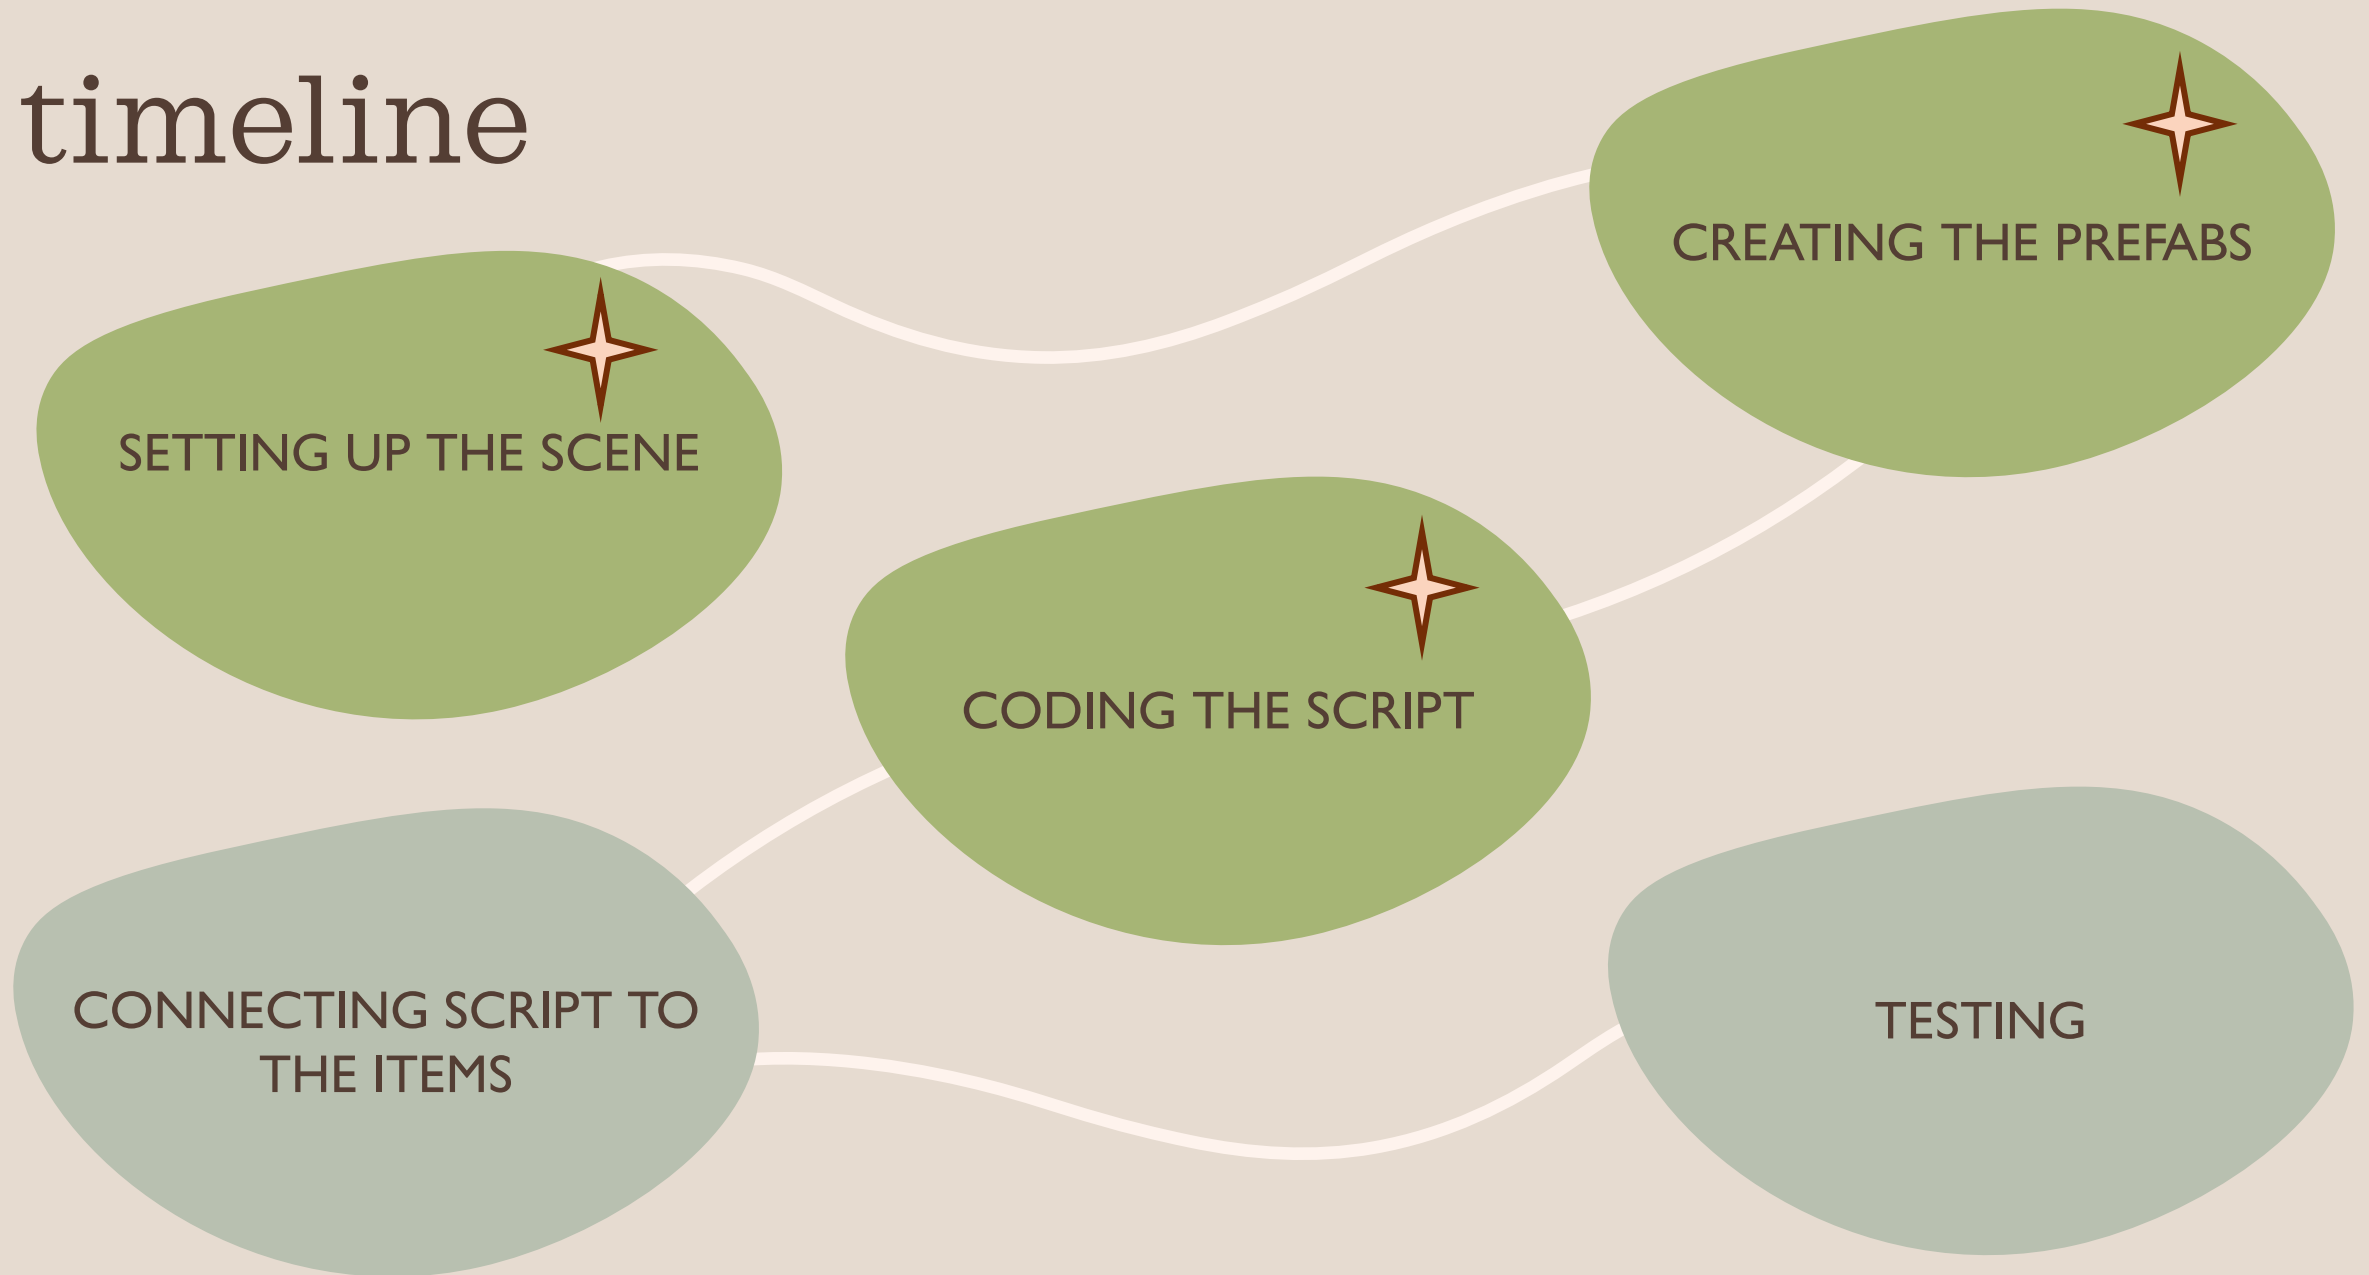 timeline
SETTING UP THE SCENE
CREATING THE PREFABS
CODING THE SCRIPT
CONNECTING SCRIPT TO
THE ITEMS
TESTING